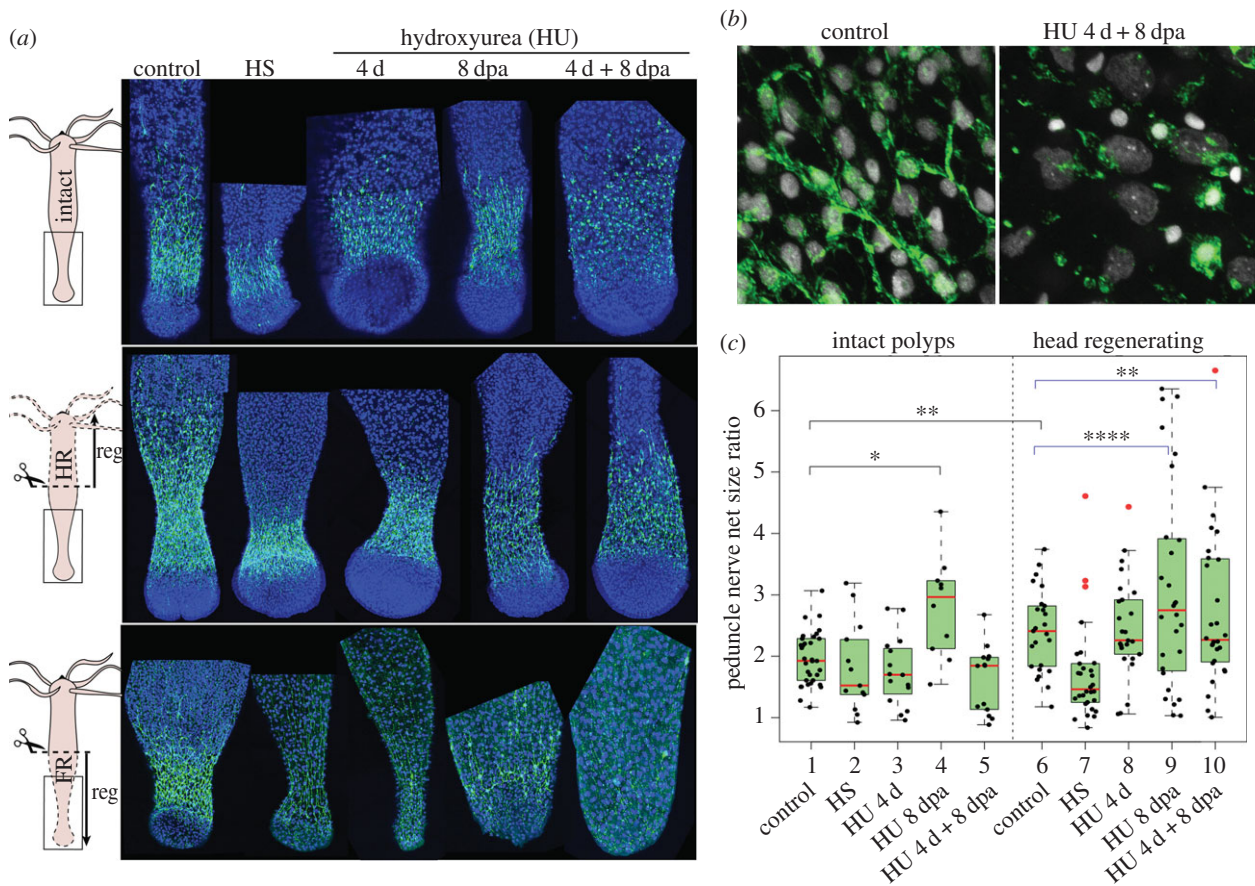 (a)
hydroxyurea (HU)
control HS 4 d 8 dpa 4 d + 8 dpa
intact
HR
reg
FR
reg
(b)
control HU 4 d + 8 dpa
(c)
intact polyps head regenerating
peduncle nerve net size ratio
6
5
4
3
2
1
**
*
**
****
1 2 3 4 5 6 7 8 9 10
control HS HU 4 d HU 8 dpa HU 4 d + 8 dpa control HS HU 4 d HU 8 dpa HU 4 d + 8 dpa